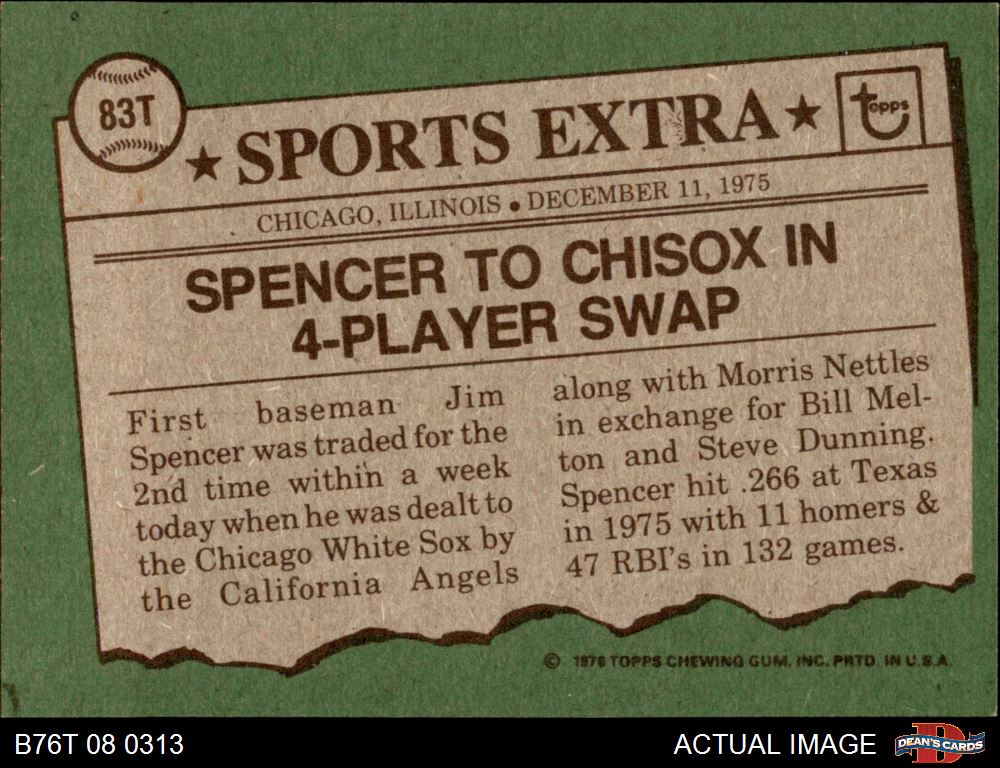 83T
★ SPORTS EXTRA ★
topps
CHICAGO, ILLINOIS • DECEMBER 11, 1975
SPENCER TO CHISOX IN
4-PLAYER SWAP
First baseman Jim
Spencer was traded for the
2nd time within a week
today when he was dealt to
the Chicago White Sox by
the California Angels
along with Morris Nettles
in exchange for Bill Mel-
ton and Steve Dunning.
Spencer hit .266 at Texas
in 1975 with 11 homers &
47 RBI's in 132 games.
© 1976 TOPPS CHEWING GUM, INC. PRTD. IN U.S.A.
B76T 08 0313
ACTUAL IMAGE
DEAN'S CARDS